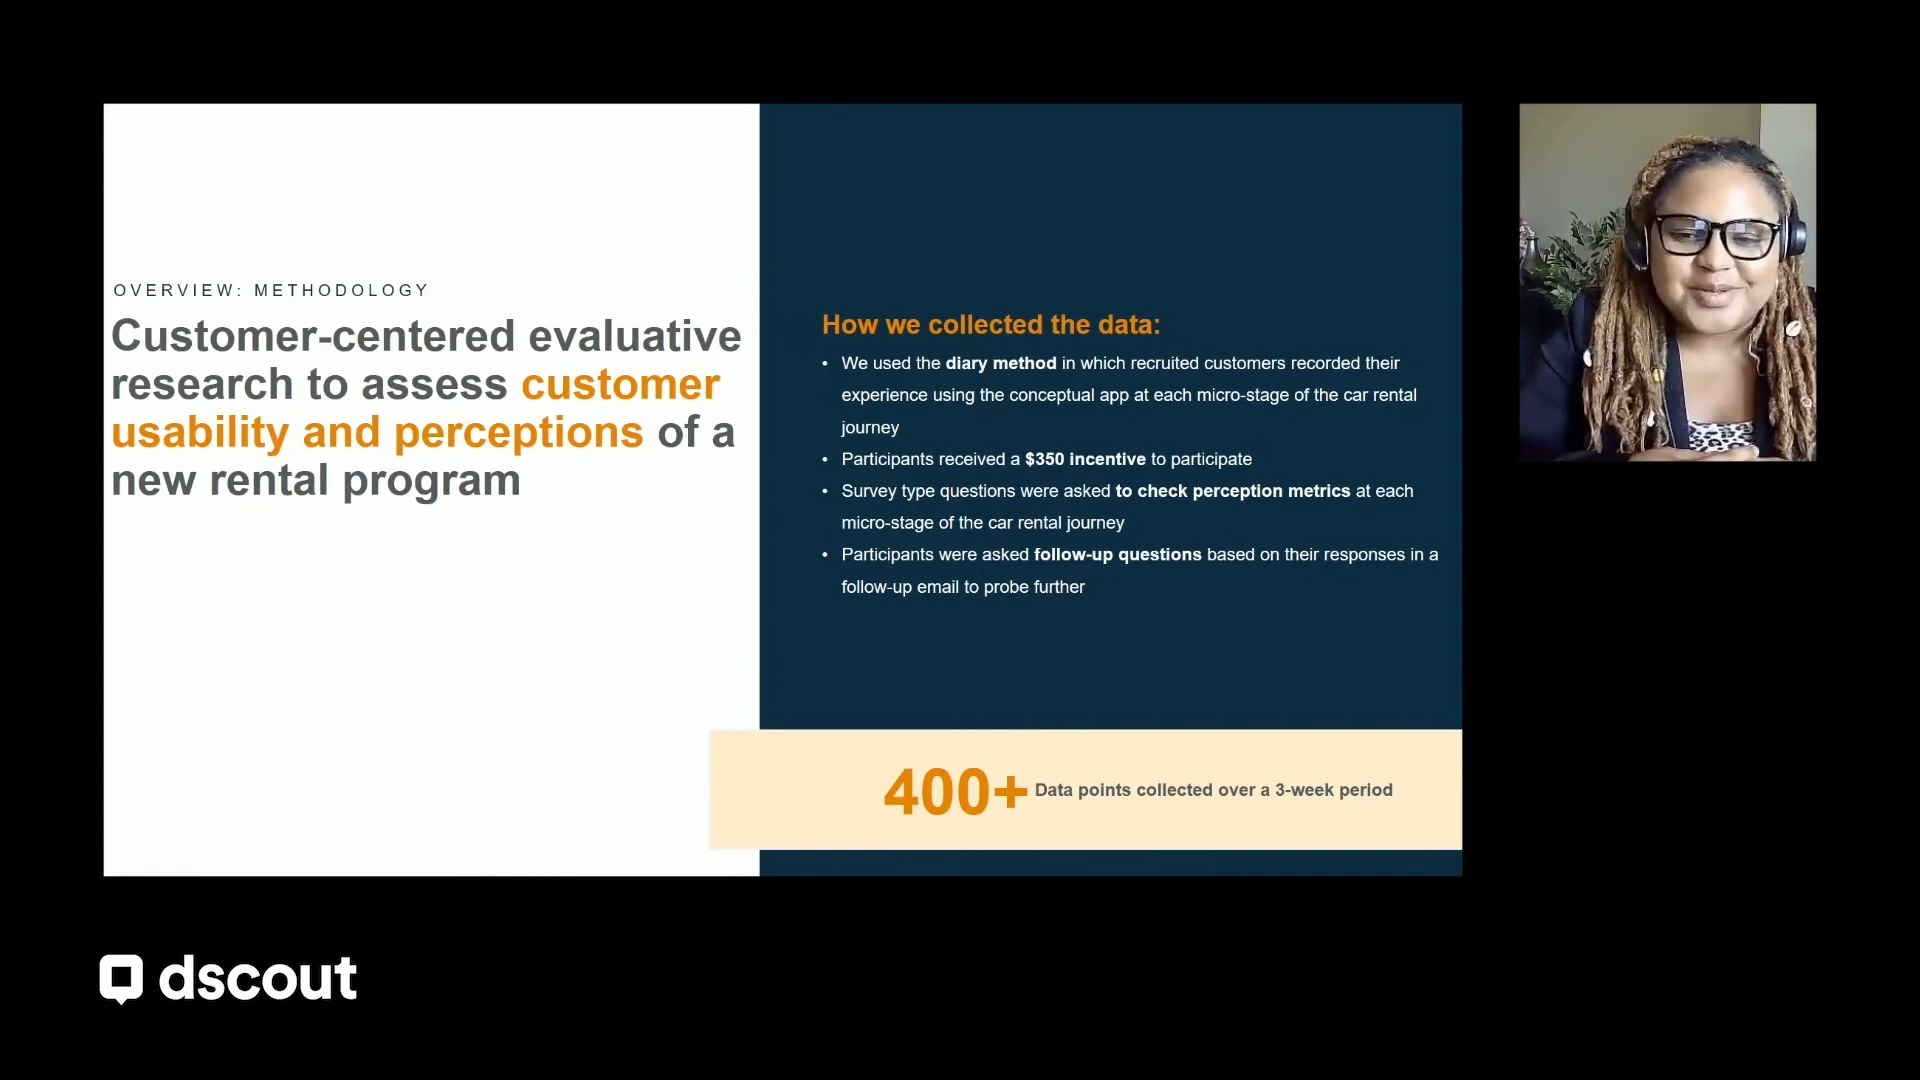 OVERVIEW: METHODOLOGY
Customer-centered evaluative
research to assess customer
usability and perceptions of a
new rental program
How we collected the data:
• We used the diary method in which recruited customers recorded their
experience using the conceptual app at each micro-stage of the car rental
journey
• Participants received a $350 incentive to participate
• Survey type questions were asked to check perception metrics at each
micro-stage of the car rental journey
• Participants were asked follow-up questions based on their responses in a
follow-up email to probe further
400+ Data points collected over a 3-week period
dscout